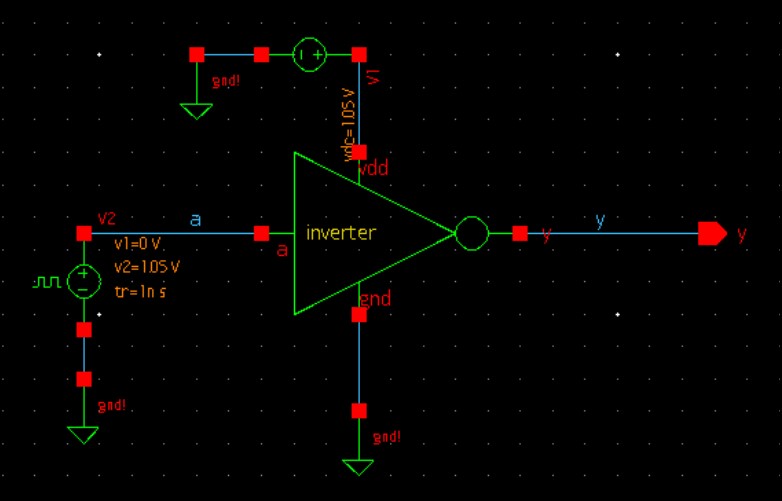 gnd!
V1
vdc=1.05 V
vdd
V2
a
v1=0 V
v2=1.05 V
tr=1n s
a
inverter
y
y
y
gnd
gnd!
gnd!